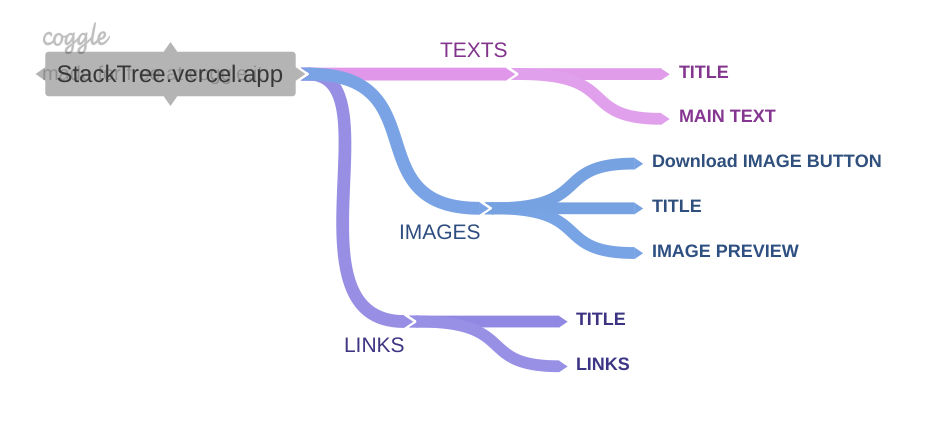 coggle
StackTree.vercel.app
TEXTS
TITLE
MAIN TEXT
Download IMAGE BUTTON
TITLE
IMAGES
IMAGE PREVIEW
TITLE
LINKS
LINKS